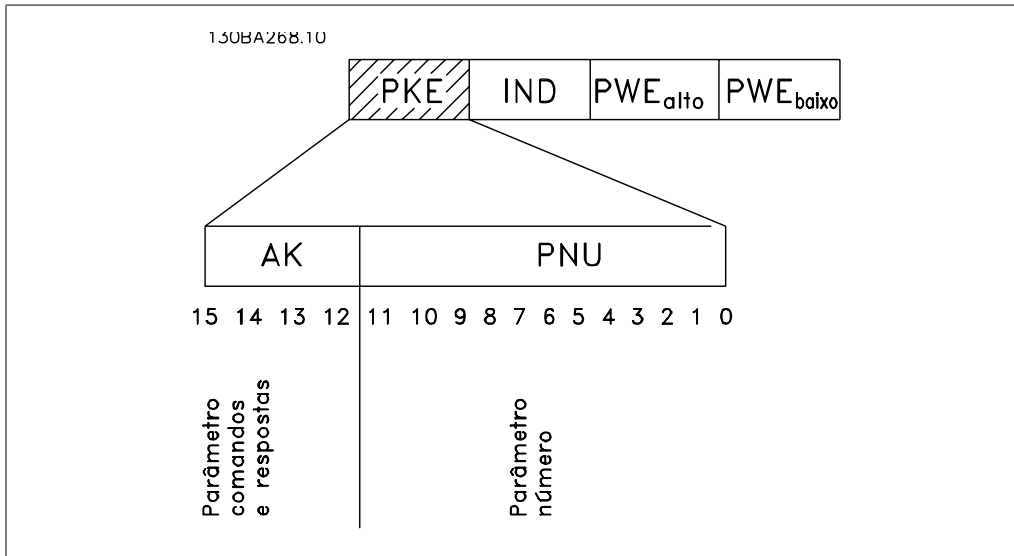 130BA268.10
PKE IND PWEalto PWEbaixo
AK PNU
15 14 13 12 11 10 9 8 7 6 5 4 3 2 1 0
Parâmetro
comandos
e respostas
Parâmetro
número